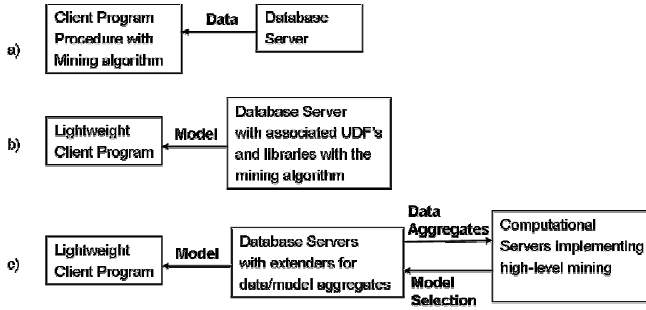 a)
Client Program
Procedure with
Mining algorithm
Data
Database
Server
b)
Lightweight
Client Program
Model
Database Server
with associated UDF's
and libraries with the
mining algorithm
c)
Lightweight
Client Program
Model
Database Servers
with extenders for
data/model aggregates
Data
Aggregates
Model
Selection
Computational
Servers implementing
high-level mining